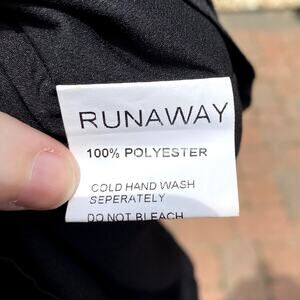 RUNAWAY
100% POLYESTER
COLD HAND WASH
SEPERATELY
DO NOT BLEACH